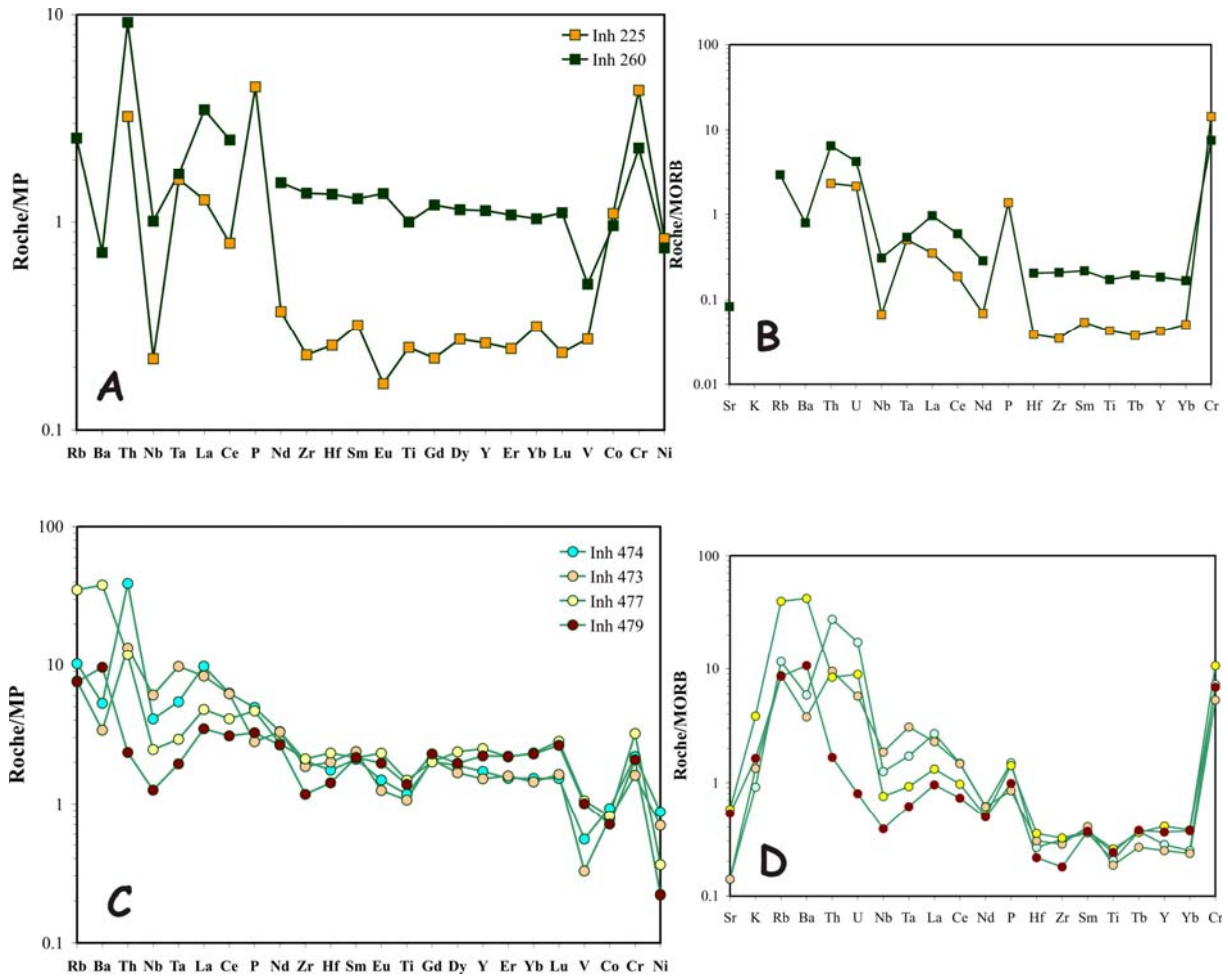 10
1
0.1
Roche/MP
Inh 225
Inh 260
A
Rb Ba Th Nb Ta La Ce P Nd Zr Hf Sm Eu Ti Gd Dy Y Er Yb Lu V Co Cr Ni
100
10
1
0.1
0.01
Roche/MORB
B
Sr K Rb Ba Th U Nb Ta La Ce Nd P Hf Zr Sm Ti Tb Y Yb Cr
100
10
1
0.1
Roche/MP
Inh 474
Inh 473
Inh 477
Inh 479
C
Rb Ba Th Nb Ta La Ce P Nd Zr Hf Sm Eu Ti Gd Dy Y Er Yb Lu V Co Cr Ni
100
10
1
0.1
Roche/MORB
D
Sr K Rb Ba Th U Nb Ta La Ce Nd P Hf Zr Sm Ti Tb Y Yb Cr